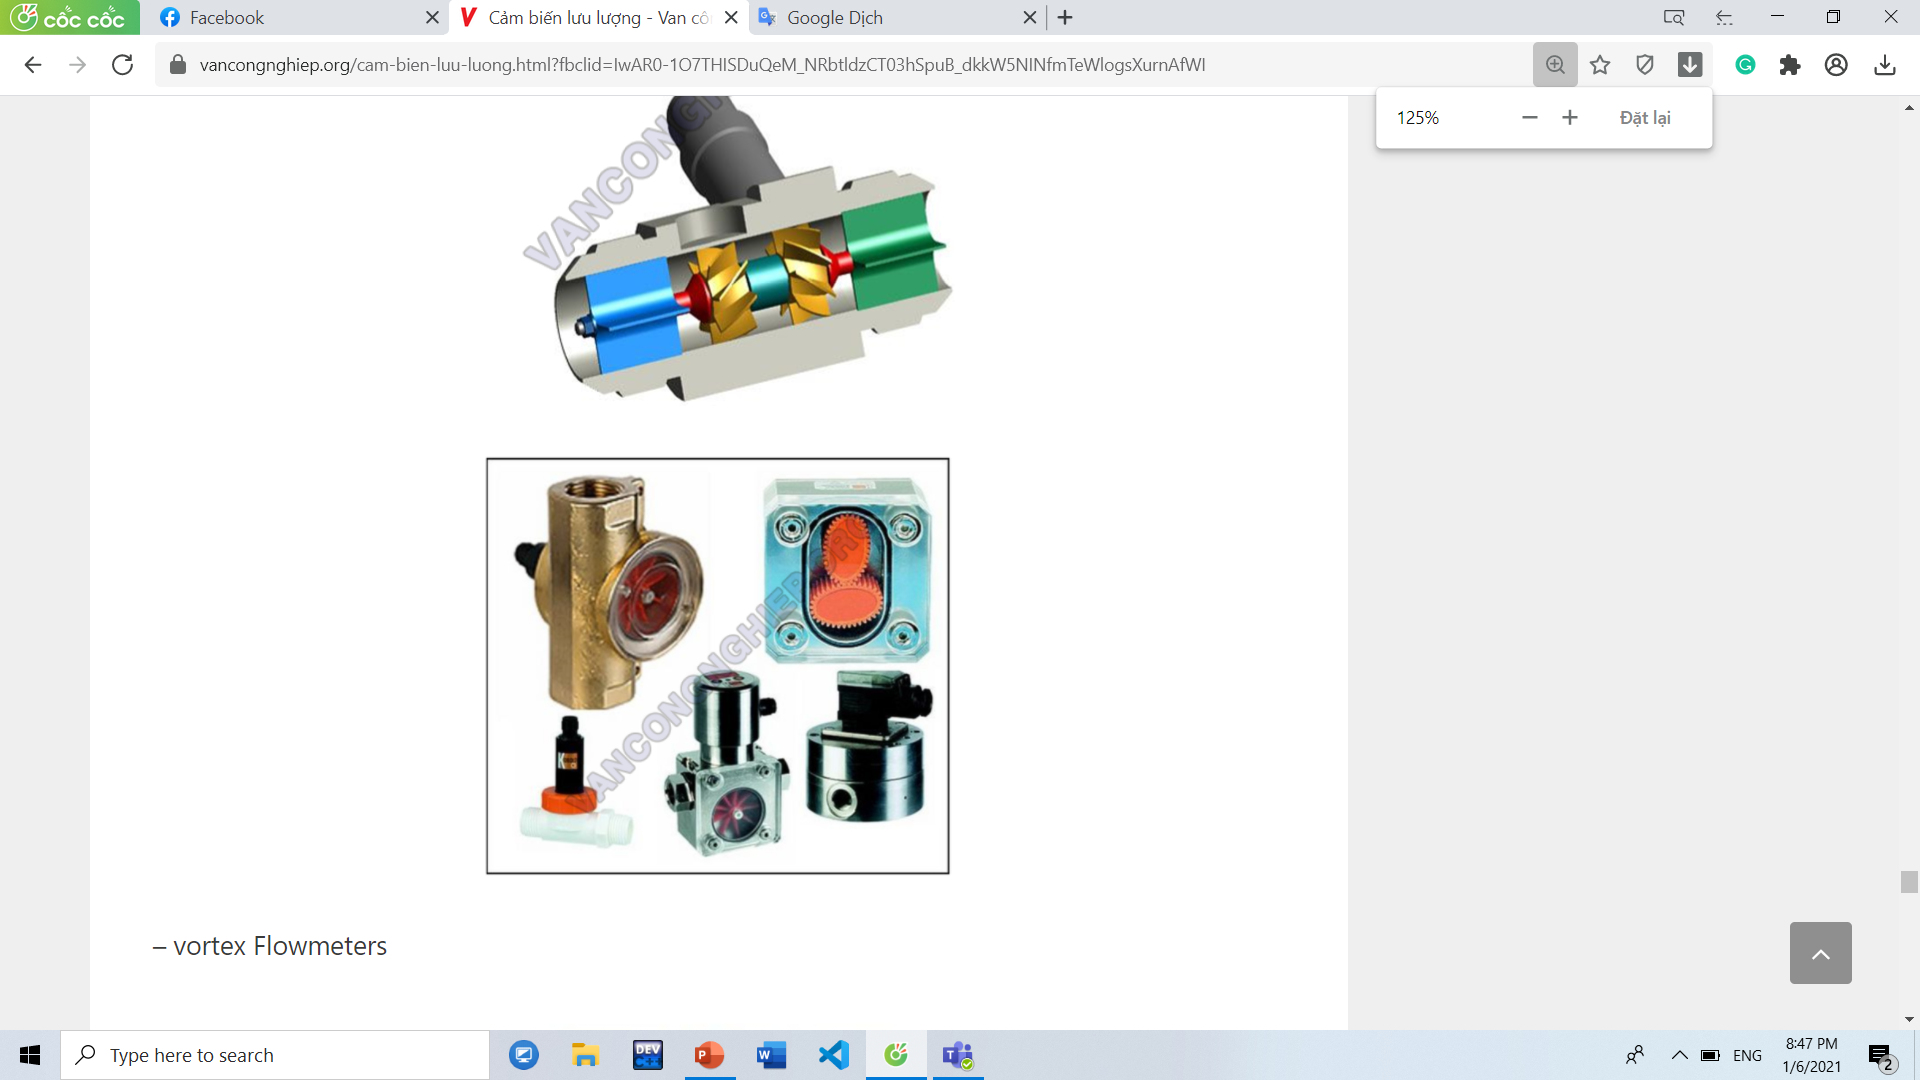 cốc cốc
Facebook
Cảm biến lưu lượng - Van cô
Google Dịch
vancongnghiep.org/cam-bien-luu-luong.html?fbclid=IwAR0-1O7THISDuQeM_NRbtldzCT03hSpuB_dkkW5NINfmTeWlogsXurnAfWI
125%
Đặt lại
VANCONG
VANCONGNGHIEP
– vortex Flowmeters
Type here to search
DEV
C++
ENG
8:47 PM
1/6/2021
2